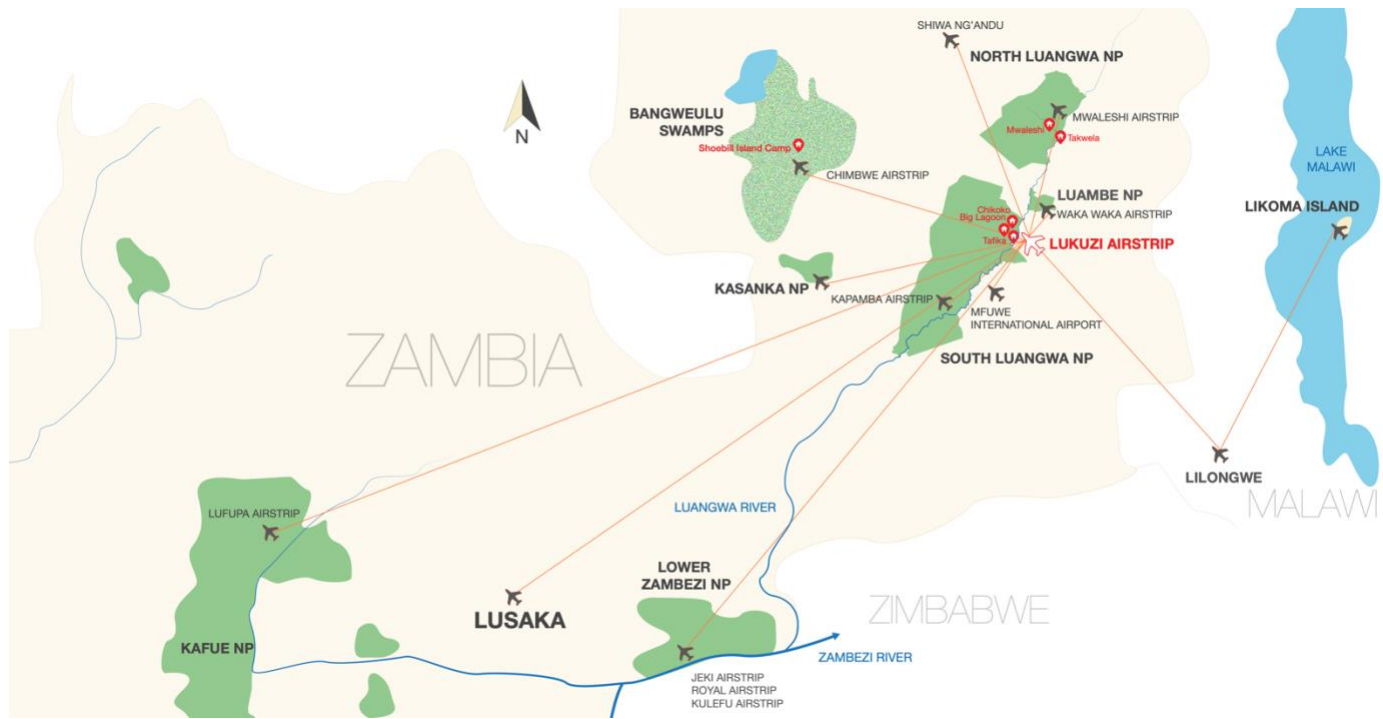 SHIWA NG'ANDU
NORTH LUANGWA NP
BANGWEULU
SWAMPS
N
MWALESHI AIRSTRIP
Mwaleshi
Takwela
Shoebill Island Camp
CHIMBWE AIRSTRIP
LAKE
MALAWI
LUAMBE NP
LIKOMA ISLAND
Chikoko
Big Lagoon
WAKA WAKA AIRSTRIP
Tafika
LUKUZI AIRSTRIP
KASANKA NP
KAPAMBA AIRSTRIP
MFUWE
INTERNATIONAL AIRPORT
ZAMBIA
SOUTH LUANGWA NP
LILONGWE
MALAWI
LUANGWA RIVER
LUFUPA AIRSTRIP
LOWER
ZAMBEZI NP
ZIMBABWE
LUSAKA
KAFUE NP
ZAMBEZI RIVER
JEKI AIRSTRIP
ROYAL AIRSTRIP
KULEFU AIRSTRIP